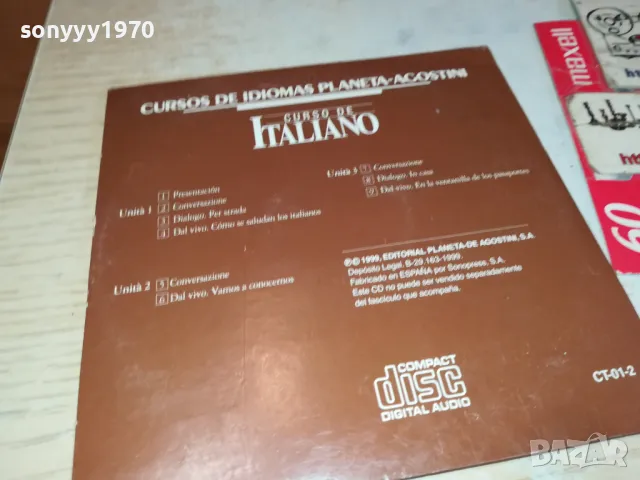 sonyyy1970
CURSOS DE IDIOMAS PLANETA-AGOSTINI
CURSO DE
ITALIANO
Unità 1
1 Presentación
2 Conversazione
3 Dialogo. Per strada
4 Dal vivo. Cómo se saludan los italianos
Unità 2
5 Conversazione
6 Dal vivo. Vamos a conocernos
Unità 3
7 Conversazione
8 Dialogo. In casa
9 Dal vivo. En la ventanilla de los pasaportes
℗© 1999, EDITORIAL PLANETA-DE AGOSTINI, S.A.
Depósito Legal. B-29.163-1999.
Fabricado en ESPAÑA por Sonopress, S.A.
Este CD no puede ser vendido separadamente
del fascículo que acompaña.
COMPACT
disc
DIGITAL AUDIO
CT-01-2
maxell
60
BAZAR